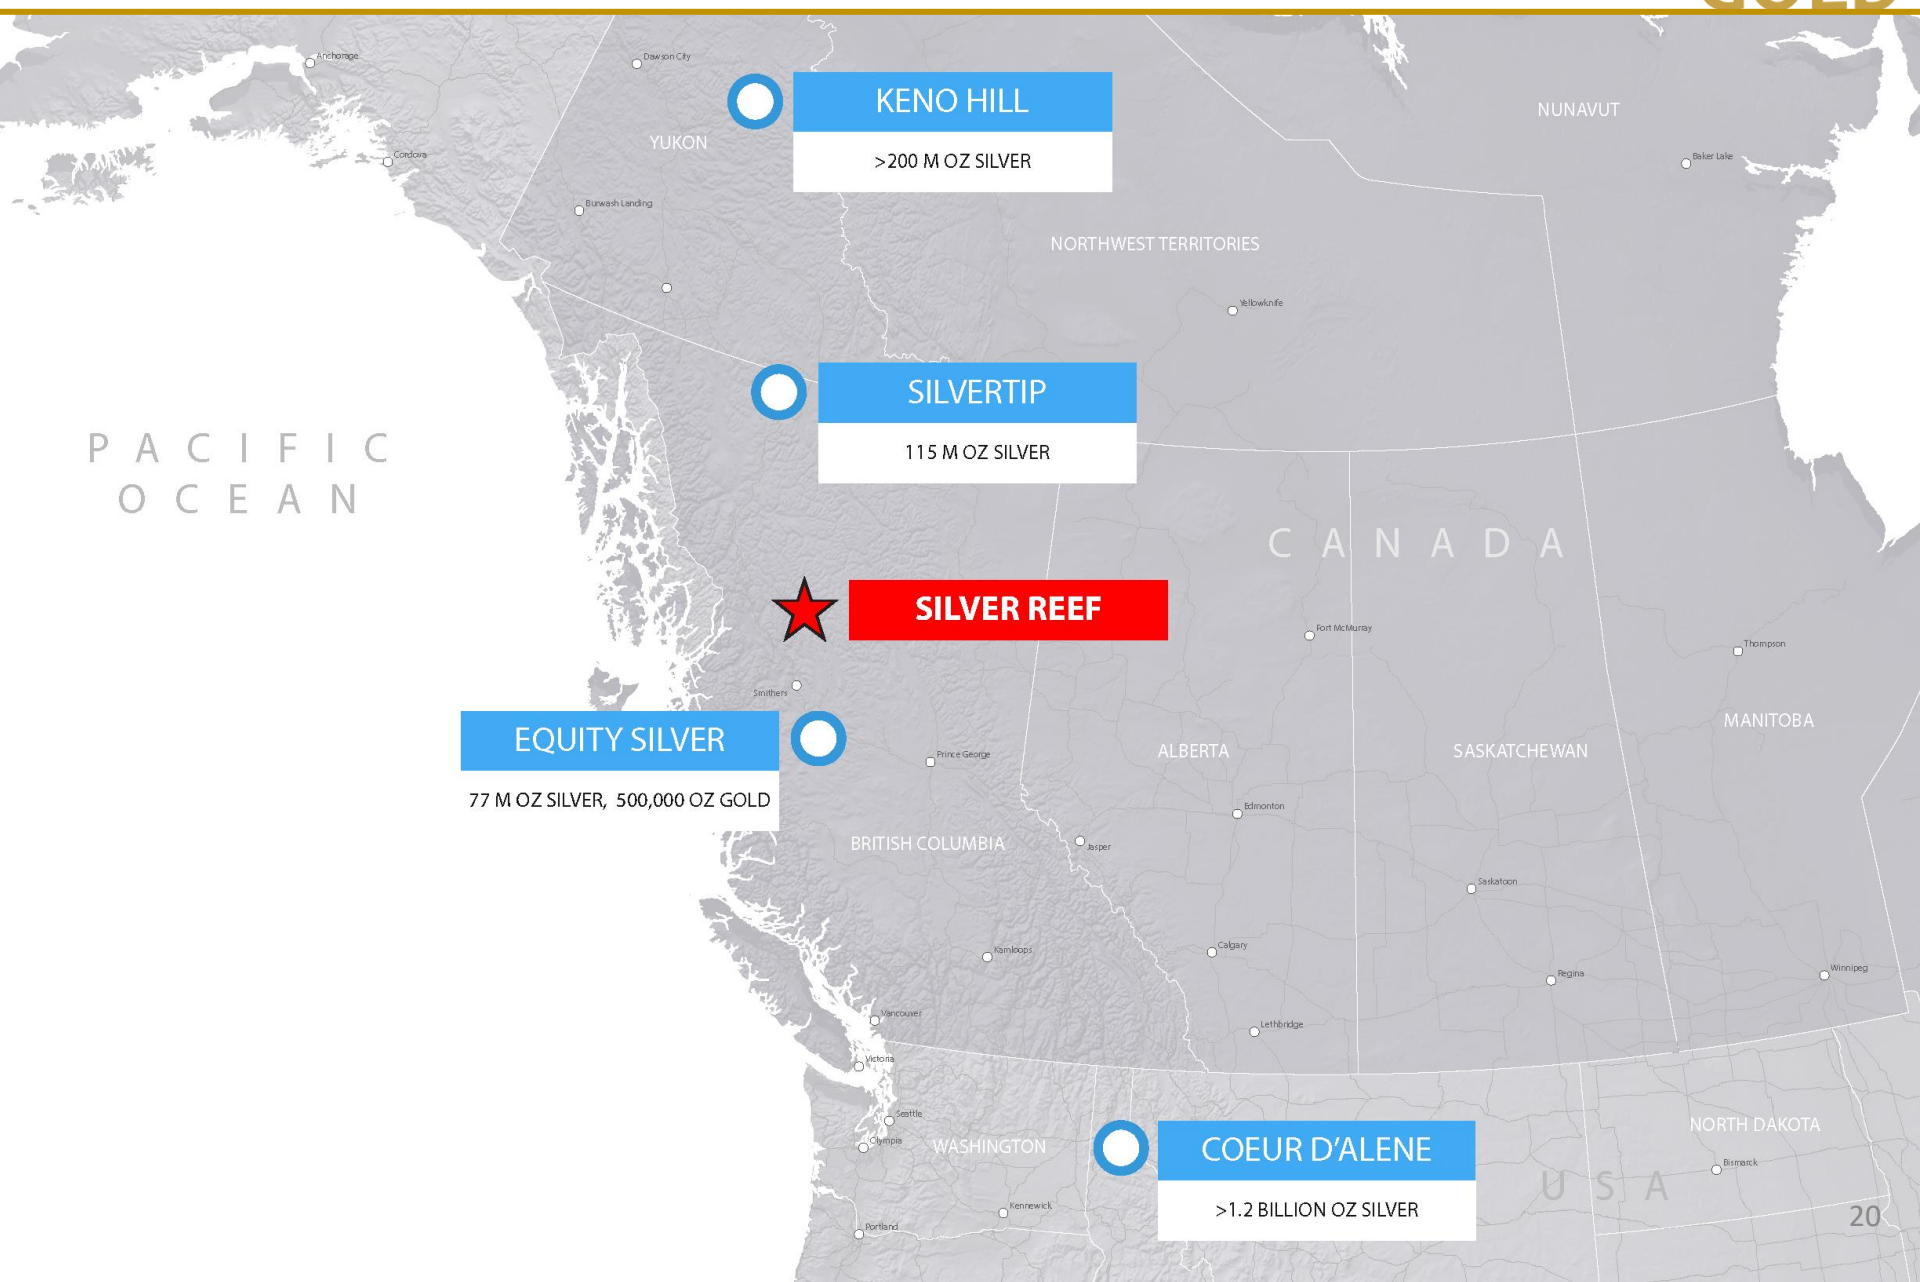 GOLD
Anchorage
Dawson City
KENO HILL
>200 M OZ SILVER
NUNAVUT
YUKON
Cordova
Baker Lake
Burwash Landing
NORTHWEST TERRITORIES
Yellowknife
SILVERTIP
115 M OZ SILVER
PACIFIC
OCEAN
CANADA
SILVER REEF
Fort McMurray
Thompson
Smithers
EQUITY SILVER
77 M OZ SILVER, 500,000 OZ GOLD
MANITOBA
ALBERTA
SASKATCHEWAN
Prince George
Edmonton
BRITISH COLUMBIA
Jasper
Saskatoon
Kamloops
Calgary
Regina
Winnipeg
Vancouver
Lethbridge
Victoria
Seattle
Olympia
WASHINGTON
COEUR D’ALENE
>1.2 BILLION OZ SILVER
NORTH DAKOTA
Bismarck
USA
Kennewick
Portland
20